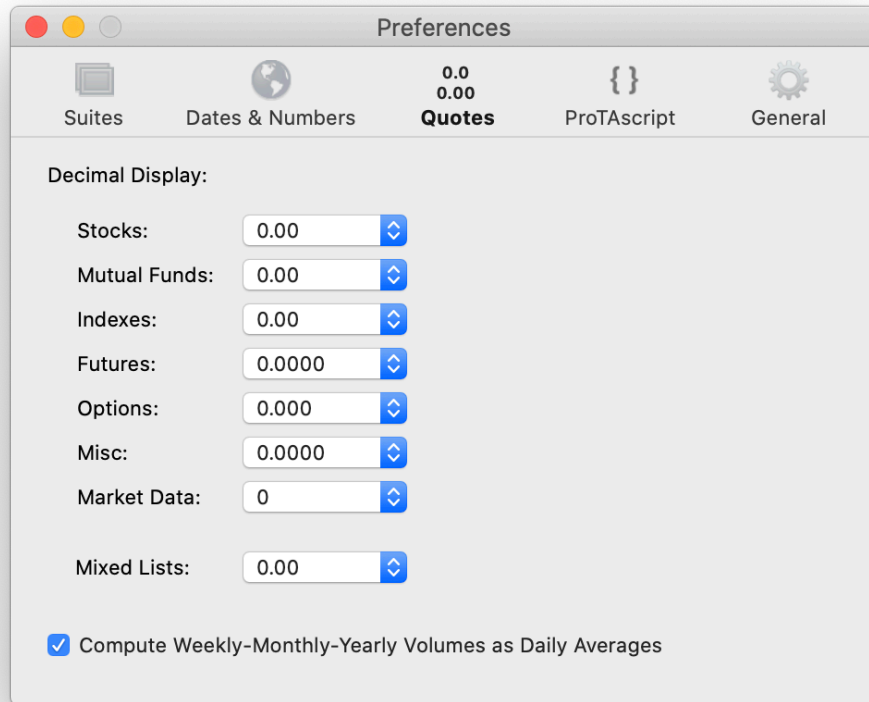 Preferences
0.0
0.00
{ }
Suites Dates & Numbers Quotes ProTAscript General
Decimal Display:
Stocks: 0.00
Mutual Funds: 0.00
Indexes: 0.00
Futures: 0.0000
Options: 0.000
Misc: 0.0000
Market Data: 0
Mixed Lists: 0.00
Compute Weekly-Monthly-Yearly Volumes as Daily Averages